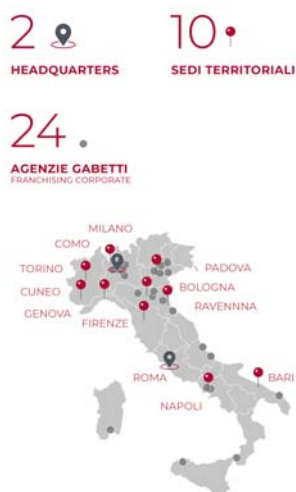 2
HEADQUARTERS
10
SEDI TERRITORIALI
24
AGENZIE GABETTI
FRANCHISING CORPORATE
MILANO
COMO
TORINO
PADOVA
CUNEO
BOLOGNA
GENOVA
RAVENNNA
FIRENZE
ROMA
BARI
NAPOLI